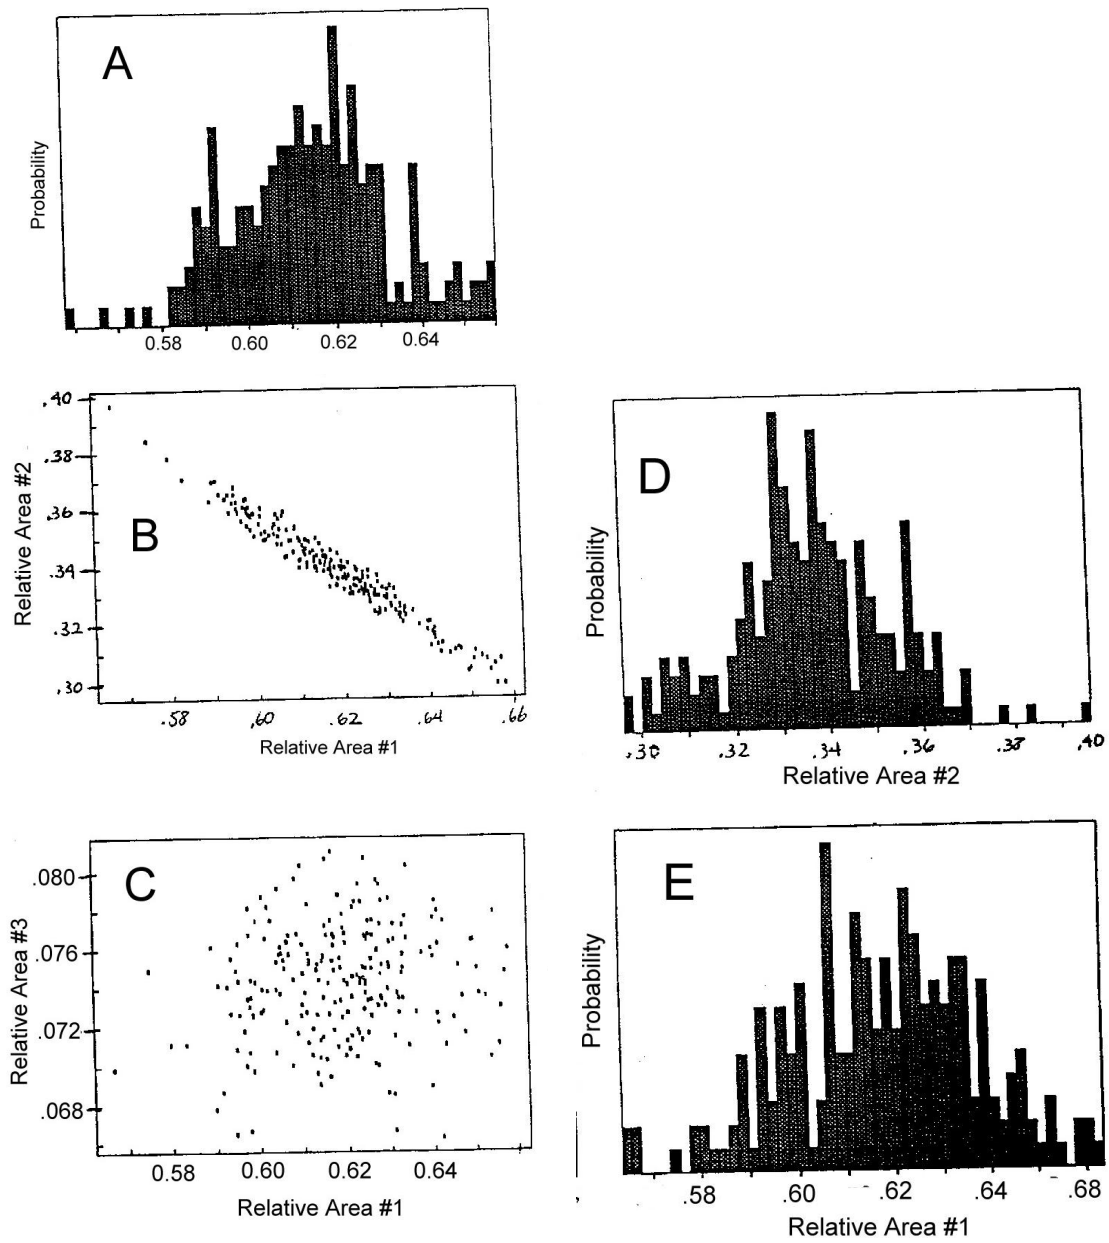 A
Probability
0.58 0.60 0.62 0.64
B
Relative Area #2
.40
.38
.36
.34
.32
.30
.58 .60 .62 .64 .66
Relative Area #1
C
Relative Area #3
.080
.076
.072
.068
0.58 0.60 0.62 0.64
Relative Area #1
D
Probability
.30 .32 .34 .36 .38 .40
Relative Area #2
E
Probability
.58 .60 .62 .64 .68
Relative Area #1